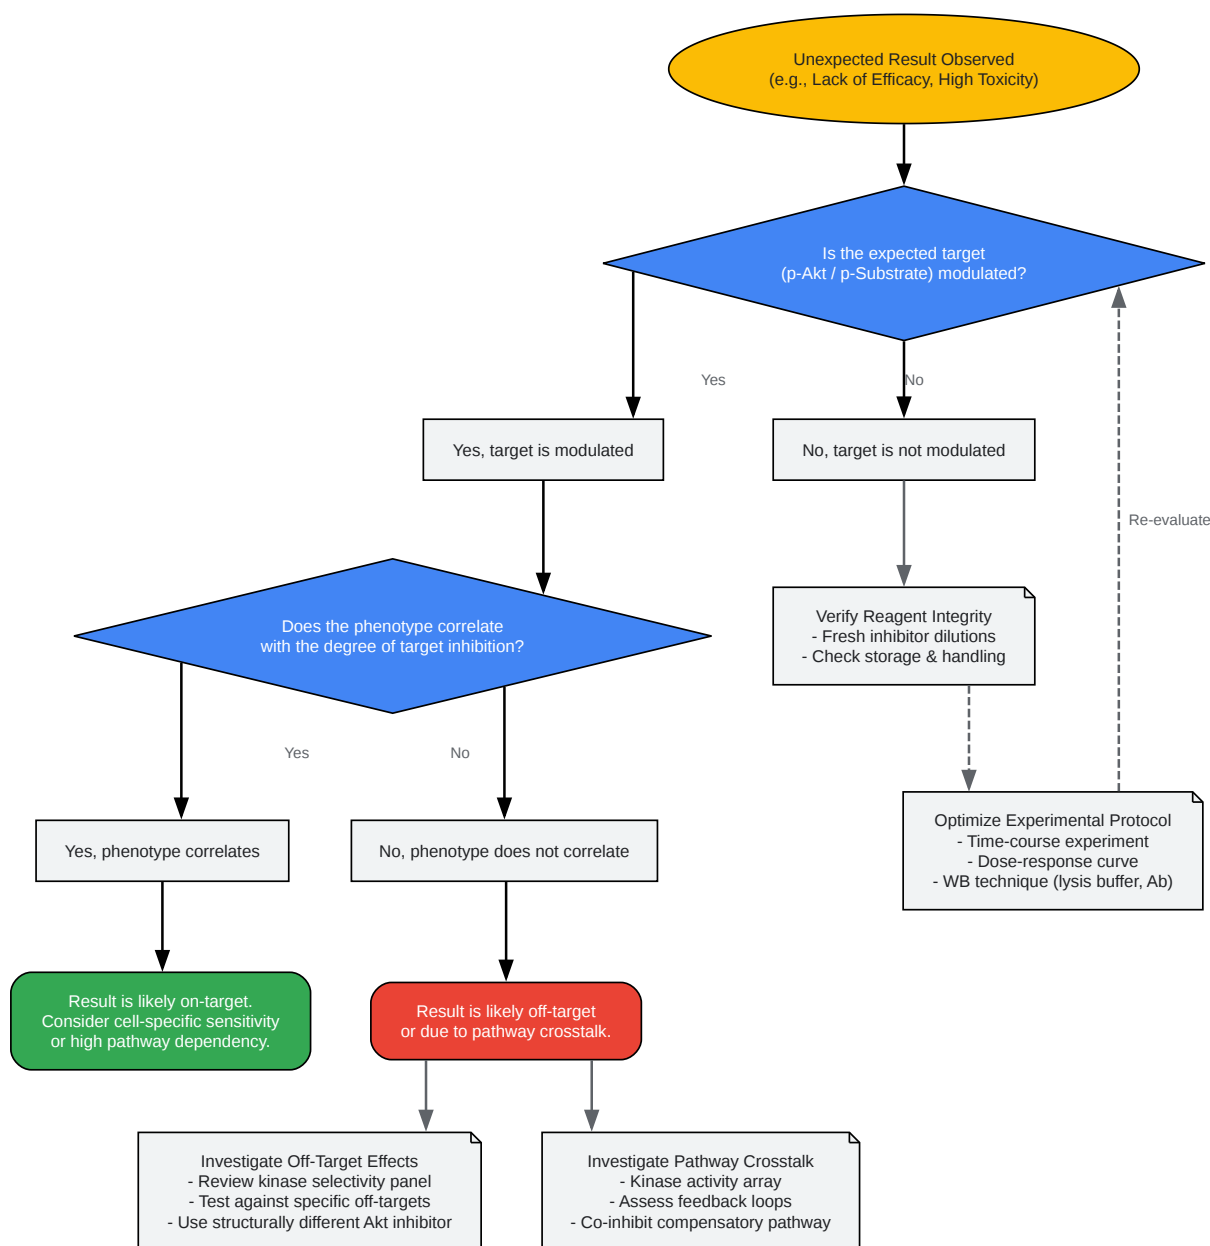 Unexpected Result Observed
(e.g., Lack of Efficacy, High Toxicity)
Is the expected target
(p-Akt / p-Substrate) modulated?
Yes
No
Yes, target is modulated
No, target is not modulated
Re-evaluate
Verify Reagent Integrity
- Fresh inhibitor dilutions
- Check storage & handling
Does the phenotype correlate
with the degree of target inhibition?
Yes
No
Optimize Experimental Protocol
- Time-course experiment
- Dose-response curve
- WB technique (lysis buffer, Ab)
Yes, phenotype correlates
No, phenotype does not correlate
Result is likely on-target.
Consider cell-specific sensitivity
or high pathway dependency.
Result is likely off-target
or due to pathway crosstalk.
Investigate Off-Target Effects
- Review kinase selectivity panel
- Test against specific off-targets
- Use structurally different Akt inhibitor
Investigate Pathway Crosstalk
- Kinase activity array
- Assess feedback loops
- Co-inhibit compensatory pathway